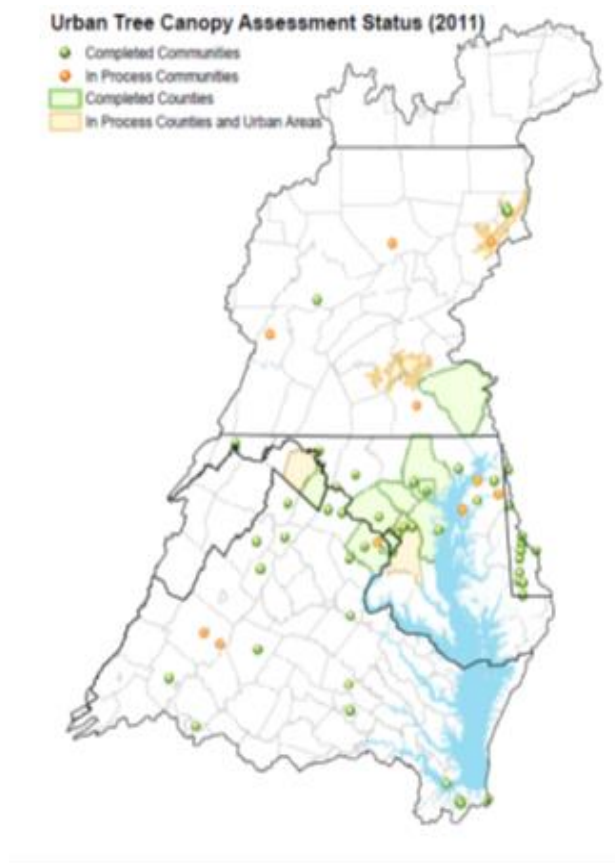 Urban Tree Canopy Assessment Status (2011)
Completed Communities
In Process Communities
Completed Counties
In Process Counties and Urban Areas